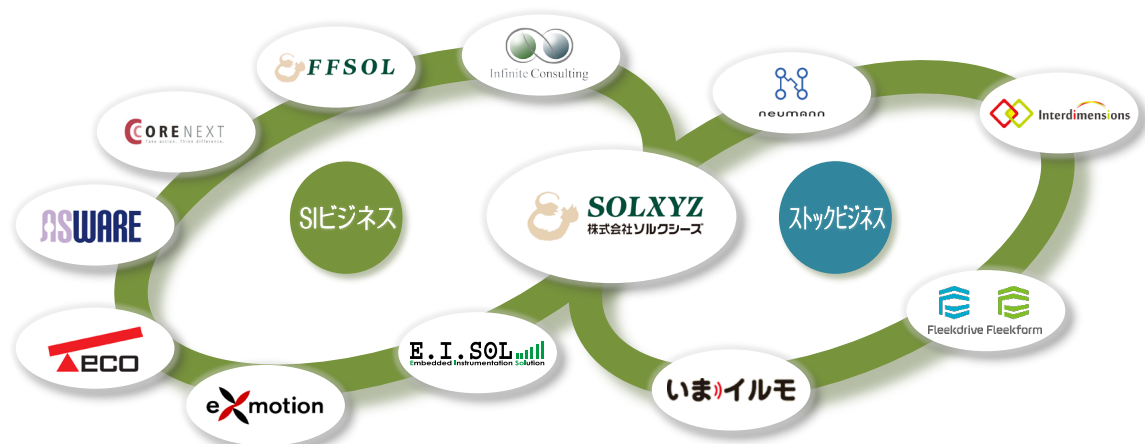 FFSOL
Infinite Consulting
neumann
Interdimensions
CORENEXT
Take action. Third difference.
SIビジネス
SOLXYZ
株式会社ソルクシーズ
ストックビジネス
ASWARE
Fleekdrive Fleekform
ECO
E.I.SOL
Embedded Instrumentation Solution
いまイルモ
eXmotion